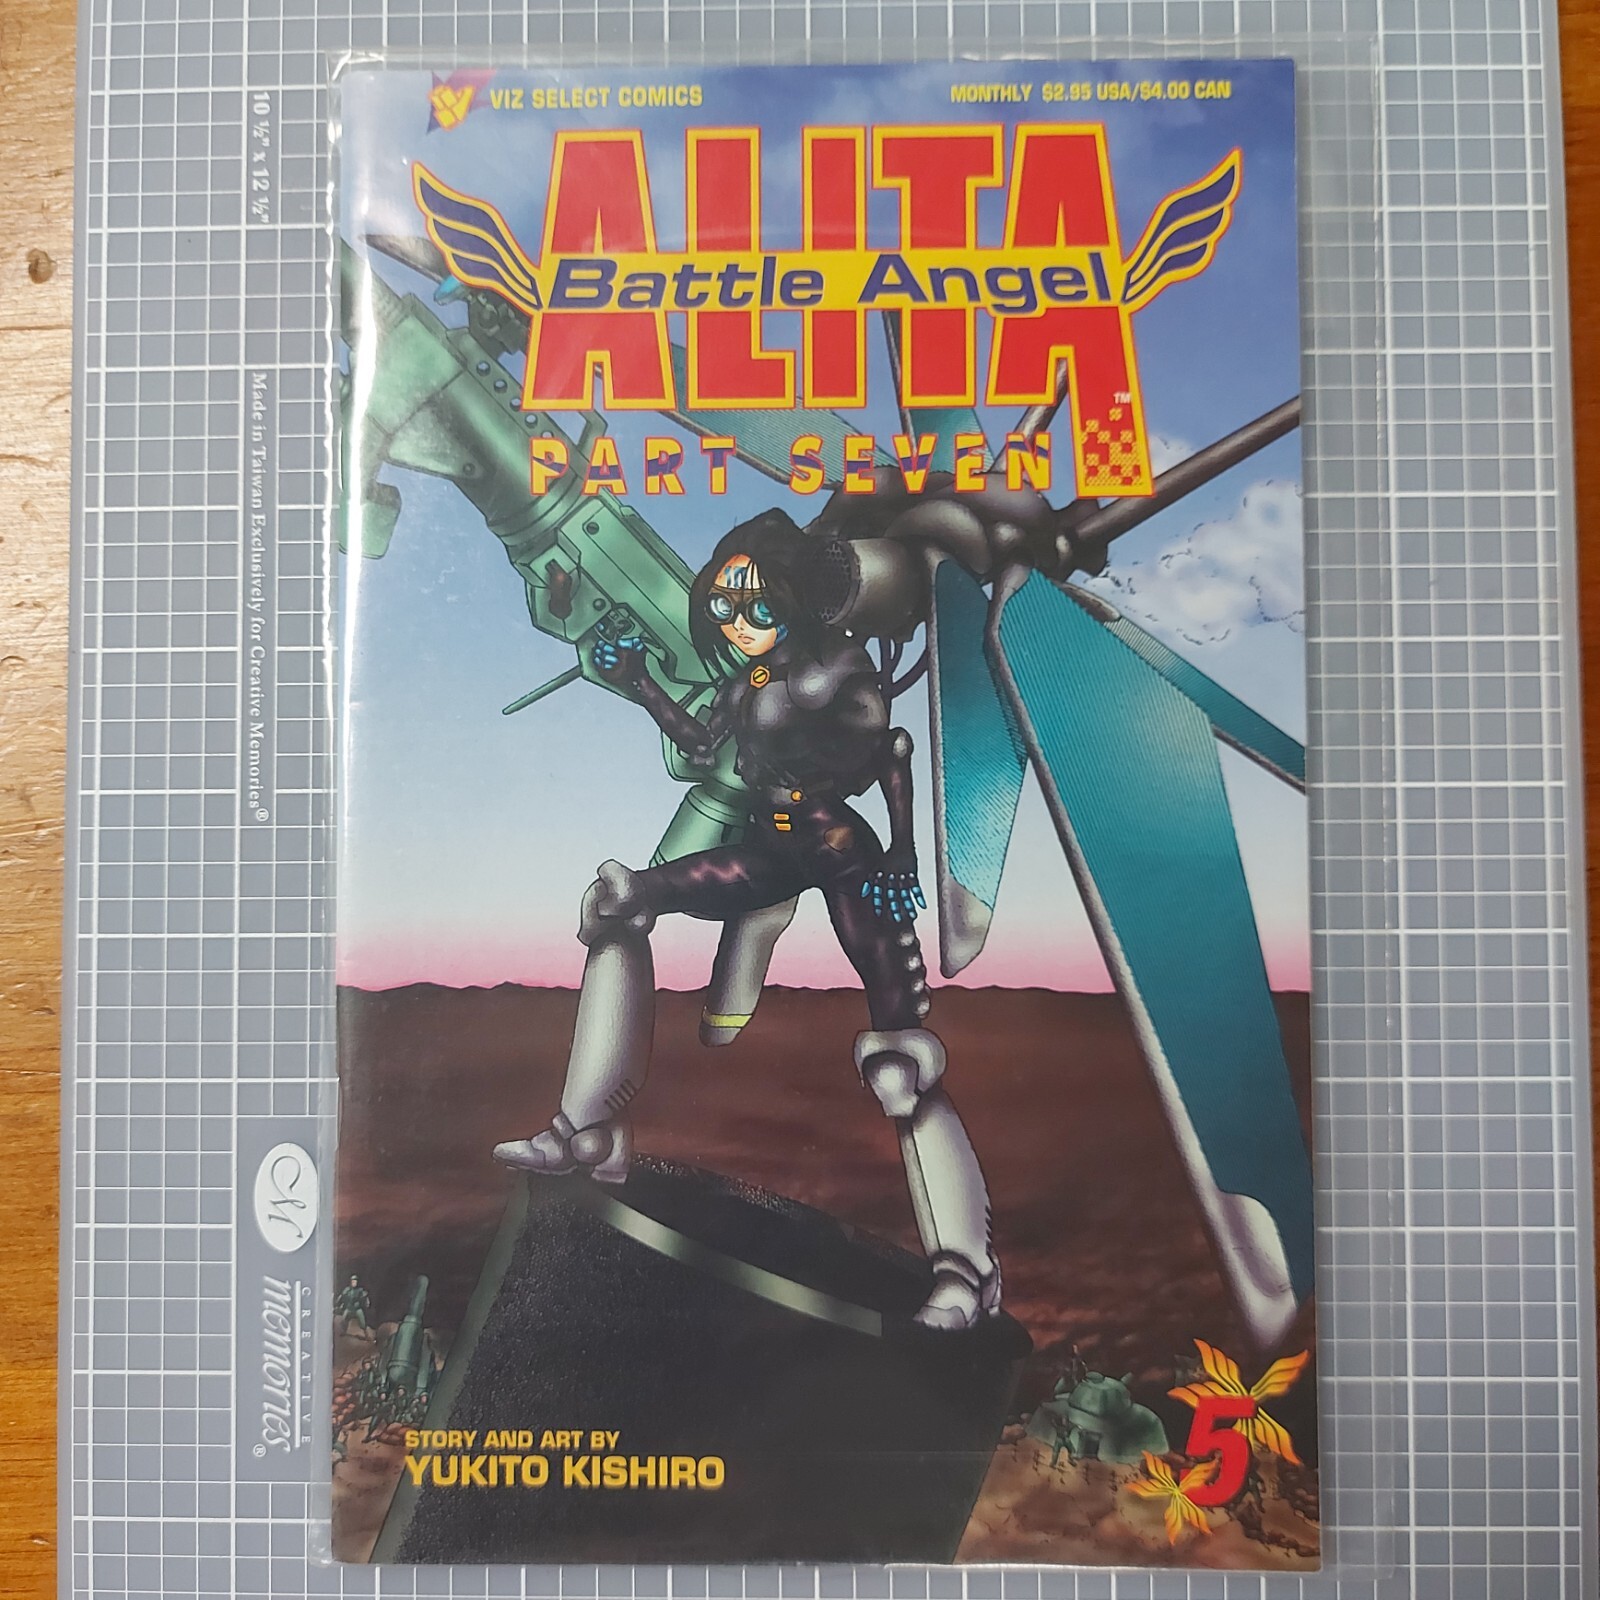 VIZ SELECT COMICS
MONTHLY $2.95 USA/$4.00 CAN
ALITA
Battle Angel
TM
PART SEVEN
STORY AND ART BY
YUKITO KISHIRO
5
10 ½" x 12 ½"
Made in Taiwan Exclusively for Creative Memories®
CREATIVE
memories®